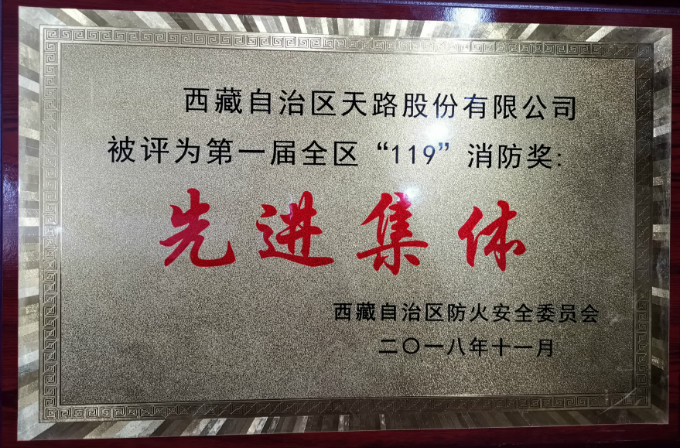 西藏自治区天路股份有限公司
被评为第一届全区“119”消防奖:
先进集体
西藏自治区防火安全委员会
二〇一八年十一月